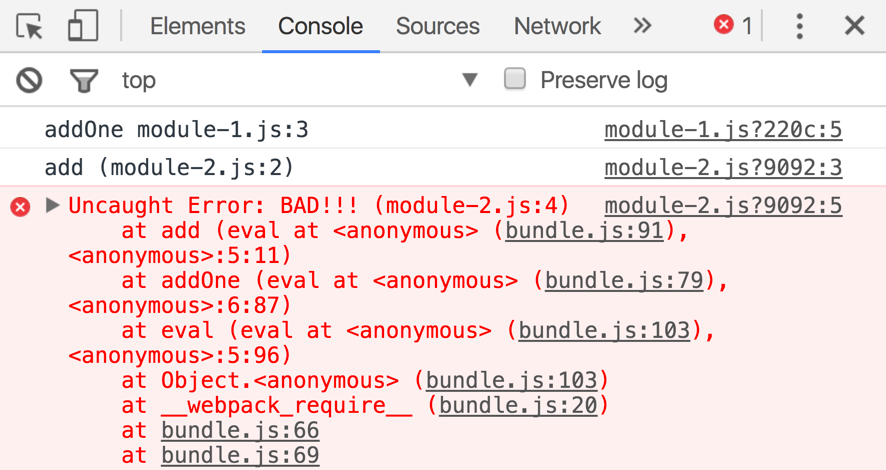 Elements Console Sources Network » 1
top Preserve log
addOne module-1.js:3 module-1.js?220c:5
add (module-2.js:2) module-2.js?9092:3
Uncaught Error: BAD!!! (module-2.js:4) module-2.js?9092:5
at add (eval at <anonymous> (bundle.js:91),
<anonymous>:5:11)
at addOne (eval at <anonymous> (bundle.js:79),
<anonymous>:6:87)
at eval (eval at <anonymous> (bundle.js:103),
<anonymous>:5:96)
at Object.<anonymous> (bundle.js:103)
at __webpack_require__ (bundle.js:20)
at bundle.js:66
at bundle.js:69